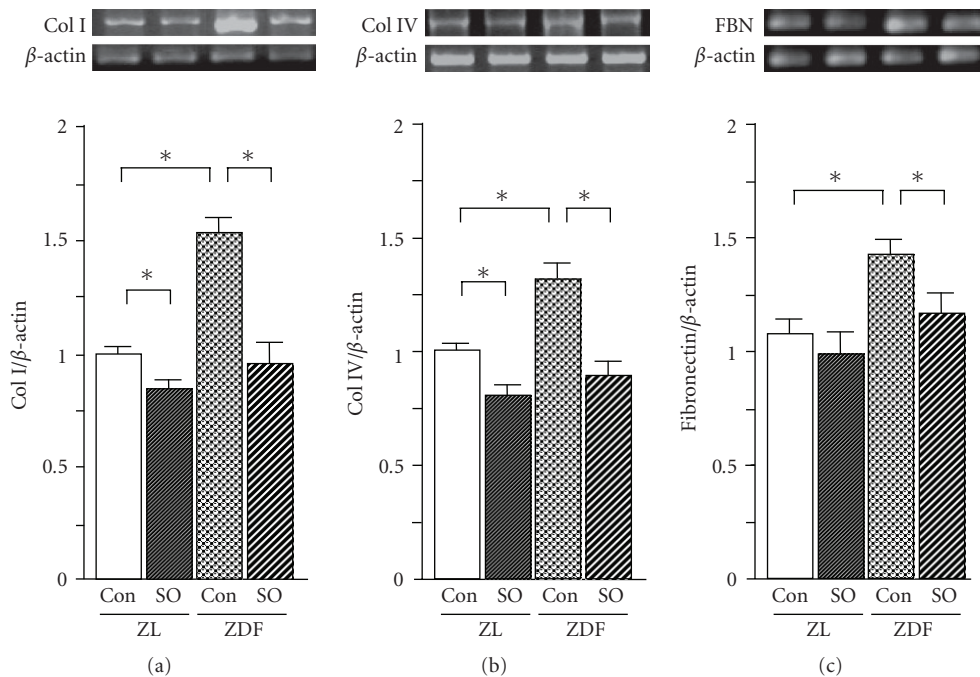 Col I
β-actin
Col I/β-actin
2
1.5
1
0.5
0
*
*
*
Con SO Con SO
ZL ZDF
(a)
Col IV
β-actin
Col IV/β-actin
2
1.5
1
0.5
0
*
*
*
Con SO Con SO
ZL ZDF
(b)
FBN
β-actin
Fibronectin/β-actin
2
1.5
1
0.5
0
*
*
Con SO Con SO
ZL ZDF
(c)